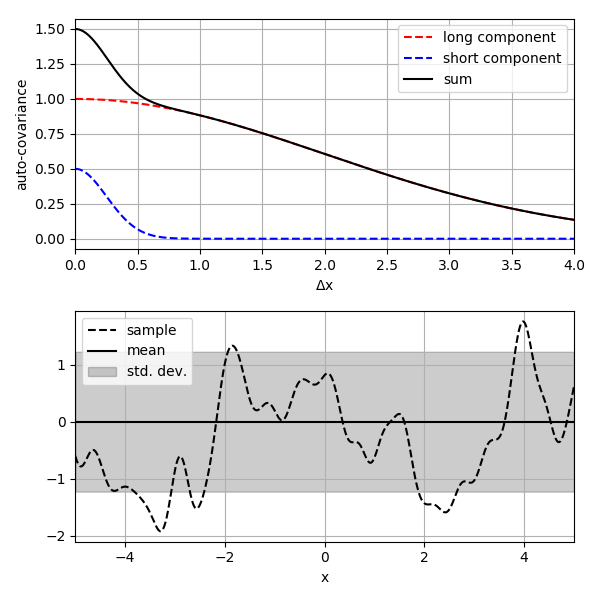 auto-covariance
1.50
1.25
1.00
0.75
0.50
0.25
0.00
long component
short component
sum
0.0 0.5 1.0 1.5 2.0 2.5 3.0 3.5 4.0
Δx
sample
mean
std. dev.
1
0
−1
−2
−4 −2 0 2 4
x